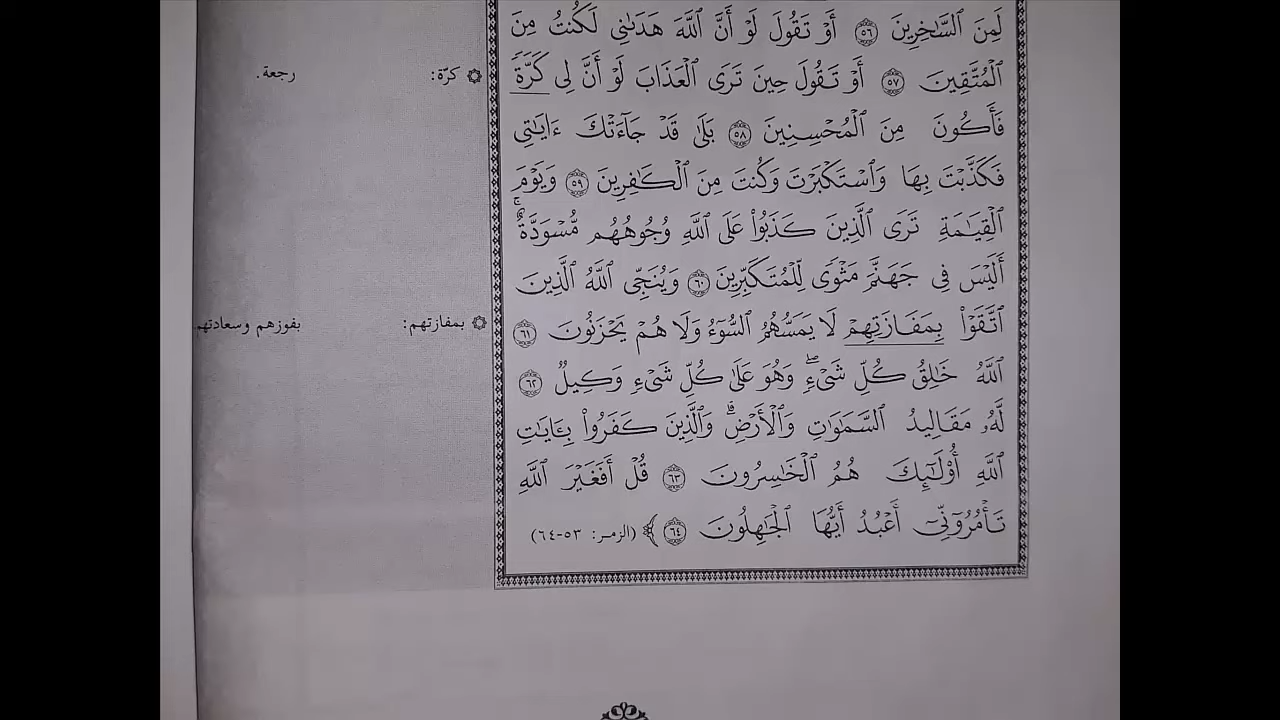 لَمِنَ ٱلسَّٰخِرِينَ ٥٦ أَوْ تَقُولَ لَوْ أَنَّ ٱللَّهَ هَدَىٰنِى لَكُنتُ مِنَ
ٱلْمُتَّقِينَ ٥٧ أَوْ تَقُولَ حِينَ تَرَى ٱلْعَذَابَ لَوْ أَنَّ لِى كَرَّةً
فَأَكُونَ مِنَ ٱلْمُحْسِنِينَ ٥٨ بَلَىٰ قَدْ جَآءَتْكَ ءَايَٰتِى
فَكَذَّبْتَ بِهَا وَٱسْتَكْبَرْتَ وَكُنتَ مِنَ ٱلْكَٰفِرِينَ ٥٩ وَيَوْمَ
ٱلْقِيَٰمَةِ تَرَى ٱلَّذِينَ كَذَبُوا۟ عَلَى ٱللَّهِ وُجُوهُهُم مُّسْوَدَّةٌ ۚ
أَلَيْسَ فِى جَهَنَّمَ مَثْوًى لِّلْمُتَكَبِّرِينَ ٦٠ وَيُنَجِّى ٱللَّهُ ٱلَّذِينَ
ٱتَّقَوْا۟ بِمَفَازَتِهِمْ لَا يَمَسُّهُمُ ٱلسُّوٓءُ وَلَا هُمْ يَحْزَنُونَ ٦١
ٱللَّهُ خَٰلِقُ كُلِّ شَىْءٍ ۖ وَهُوَ عَلَىٰ كُلِّ شَىْءٍ وَكِيلٌ ٦٢
لَّهُۥ مَقَالِيدُ ٱلسَّمَٰوَٰتِ وَٱلْأَرْضِ ۗ وَٱلَّذِينَ كَفَرُوا۟ بِـَٔايَٰتِ
ٱللَّهِ أُو۟لَٰٓئِكَ هُمُ ٱلْخَٰسِرُونَ ٦٣ قُلْ أَفَغَيْرَ ٱللَّهِ
تَأْمُرُوٓنِّىٓ أَعْبُدُ أَيُّهَا ٱلْجَٰهِلُونَ ٦٤ ﴾ (الزمر: ٥٣-٦٤)
كرّة: رجعة.
بمفازتهم: بفوزهم وسعادتهم